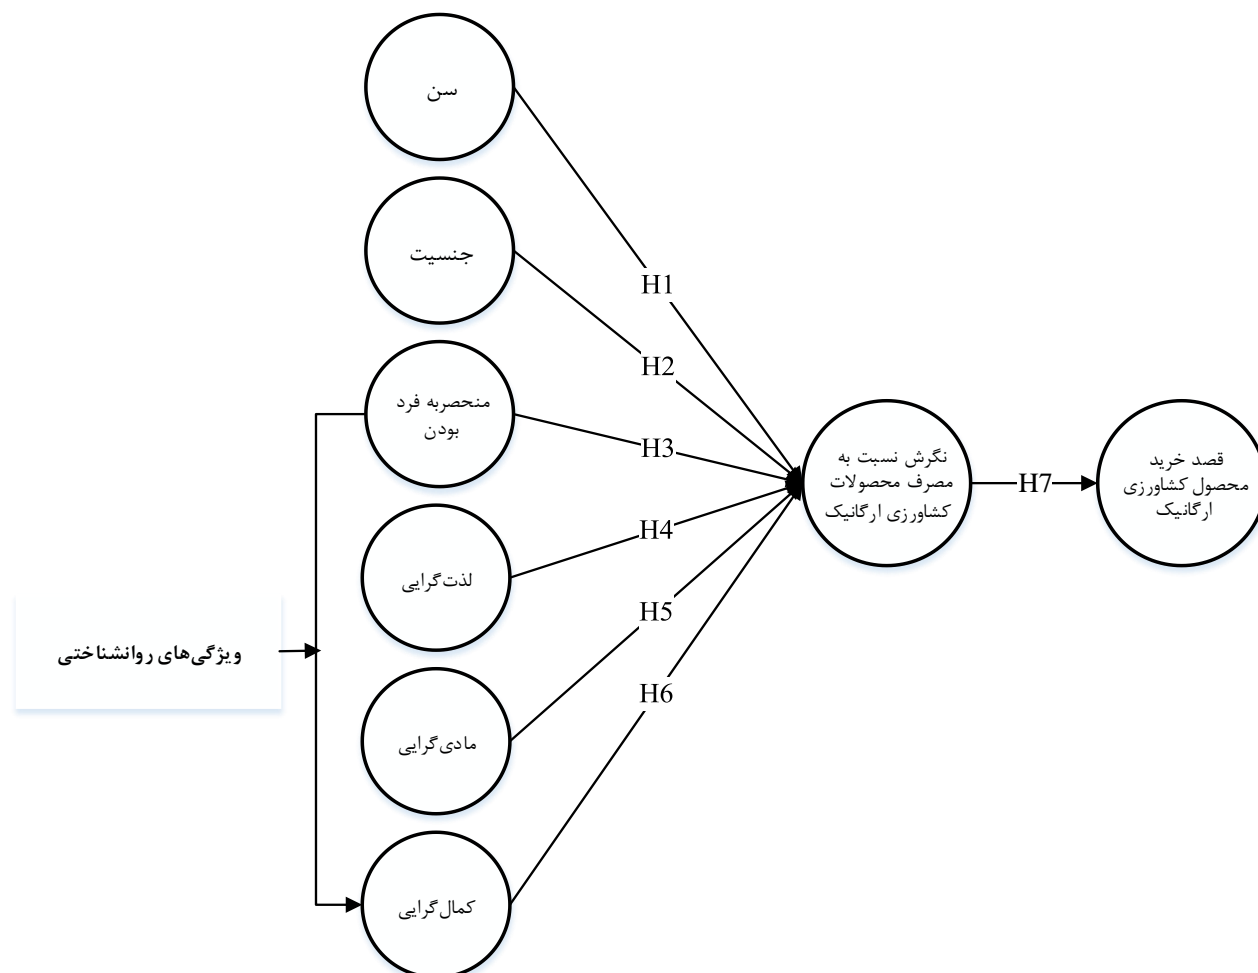 سن
جنسیت
منحصربه فرد
بودن
لذت‌گرایی
مادی‌گرایی
کمال‌گرایی
ویژگی‌های روانشناختی
H1
H2
H3
H4
H5
H6
نگرش نسبت به
مصرف محصولات
کشاورزی ارگانیک
H7
قصد خرید
محصول کشاورزی
ارگانیک